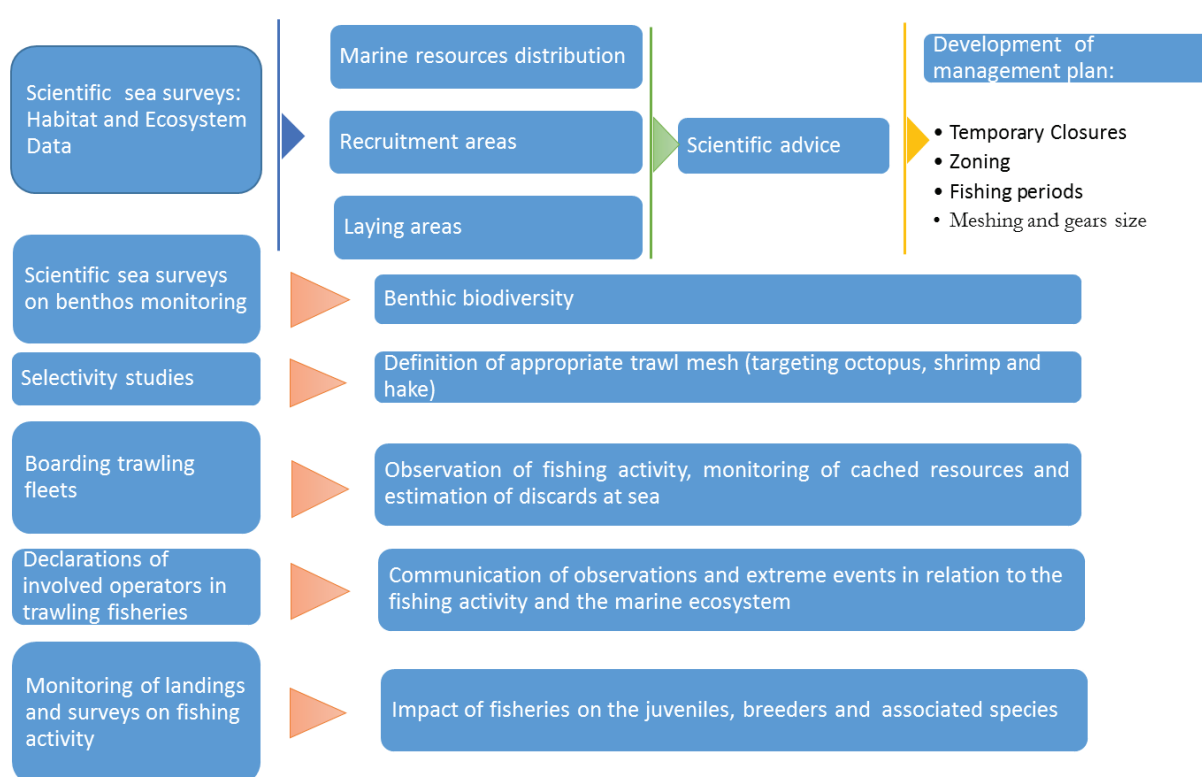 Scientific sea surveys:
Habitat and Ecosystem
Data
Marine resources distribution
Recruitment areas
Laying areas
Scientific advice
Development of
management plan:
• Temporary Closures
• Zoning
• Fishing periods
• Meshing and gears size
Scientific sea surveys
on benthos monitoring
Benthic biodiversity
Selectivity studies
Definition of appropriate trawl mesh (targeting octopus, shrimp and
hake)
Boarding trawling
fleets
Observation of fishing activity, monitoring of cached resources and
estimation of discards at sea
Declarations of
involved operators in
trawling fisheries
Communication of observations and extreme events in relation to the
fishing activity and the marine ecosystem
Monitoring of landings
and surveys on fishing
activity
Impact of fisheries on the juveniles, breeders and associated species